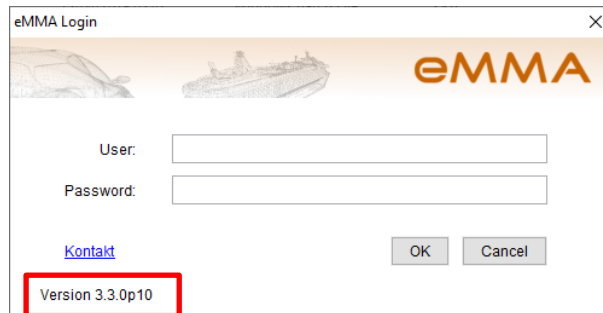 eMMA Login
eMMA
User:
Password:
Kontakt
OK Cancel
Version 3.3.0p10